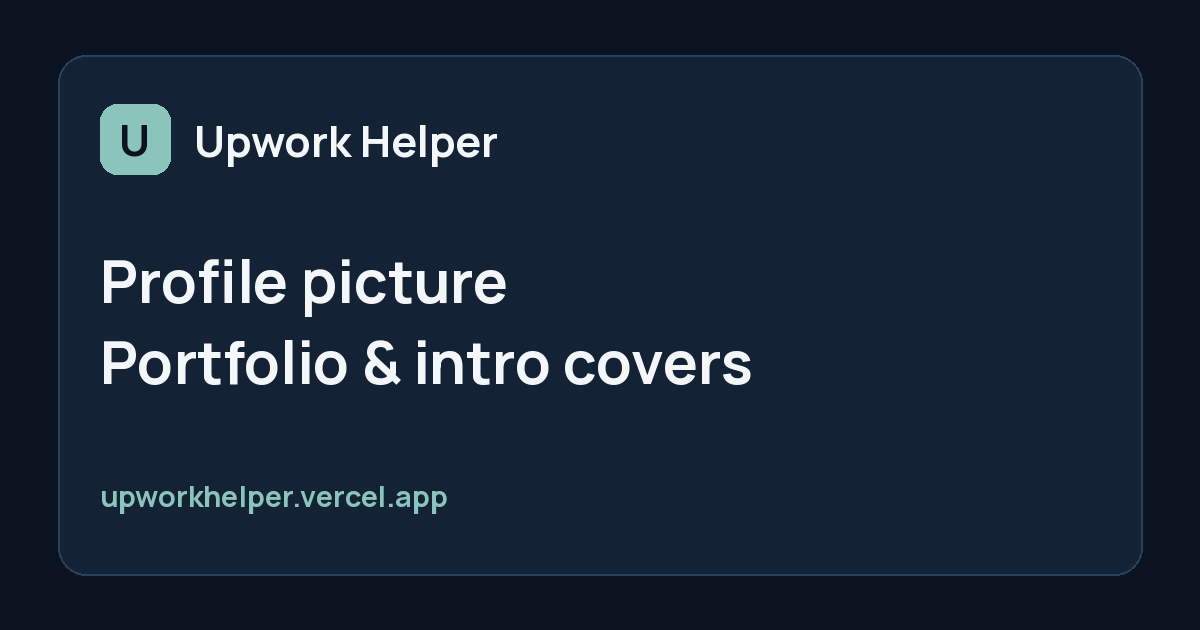 U
Upwork Helper
Profile picture
Portfolio & intro covers
upworkhelper.vercel.app